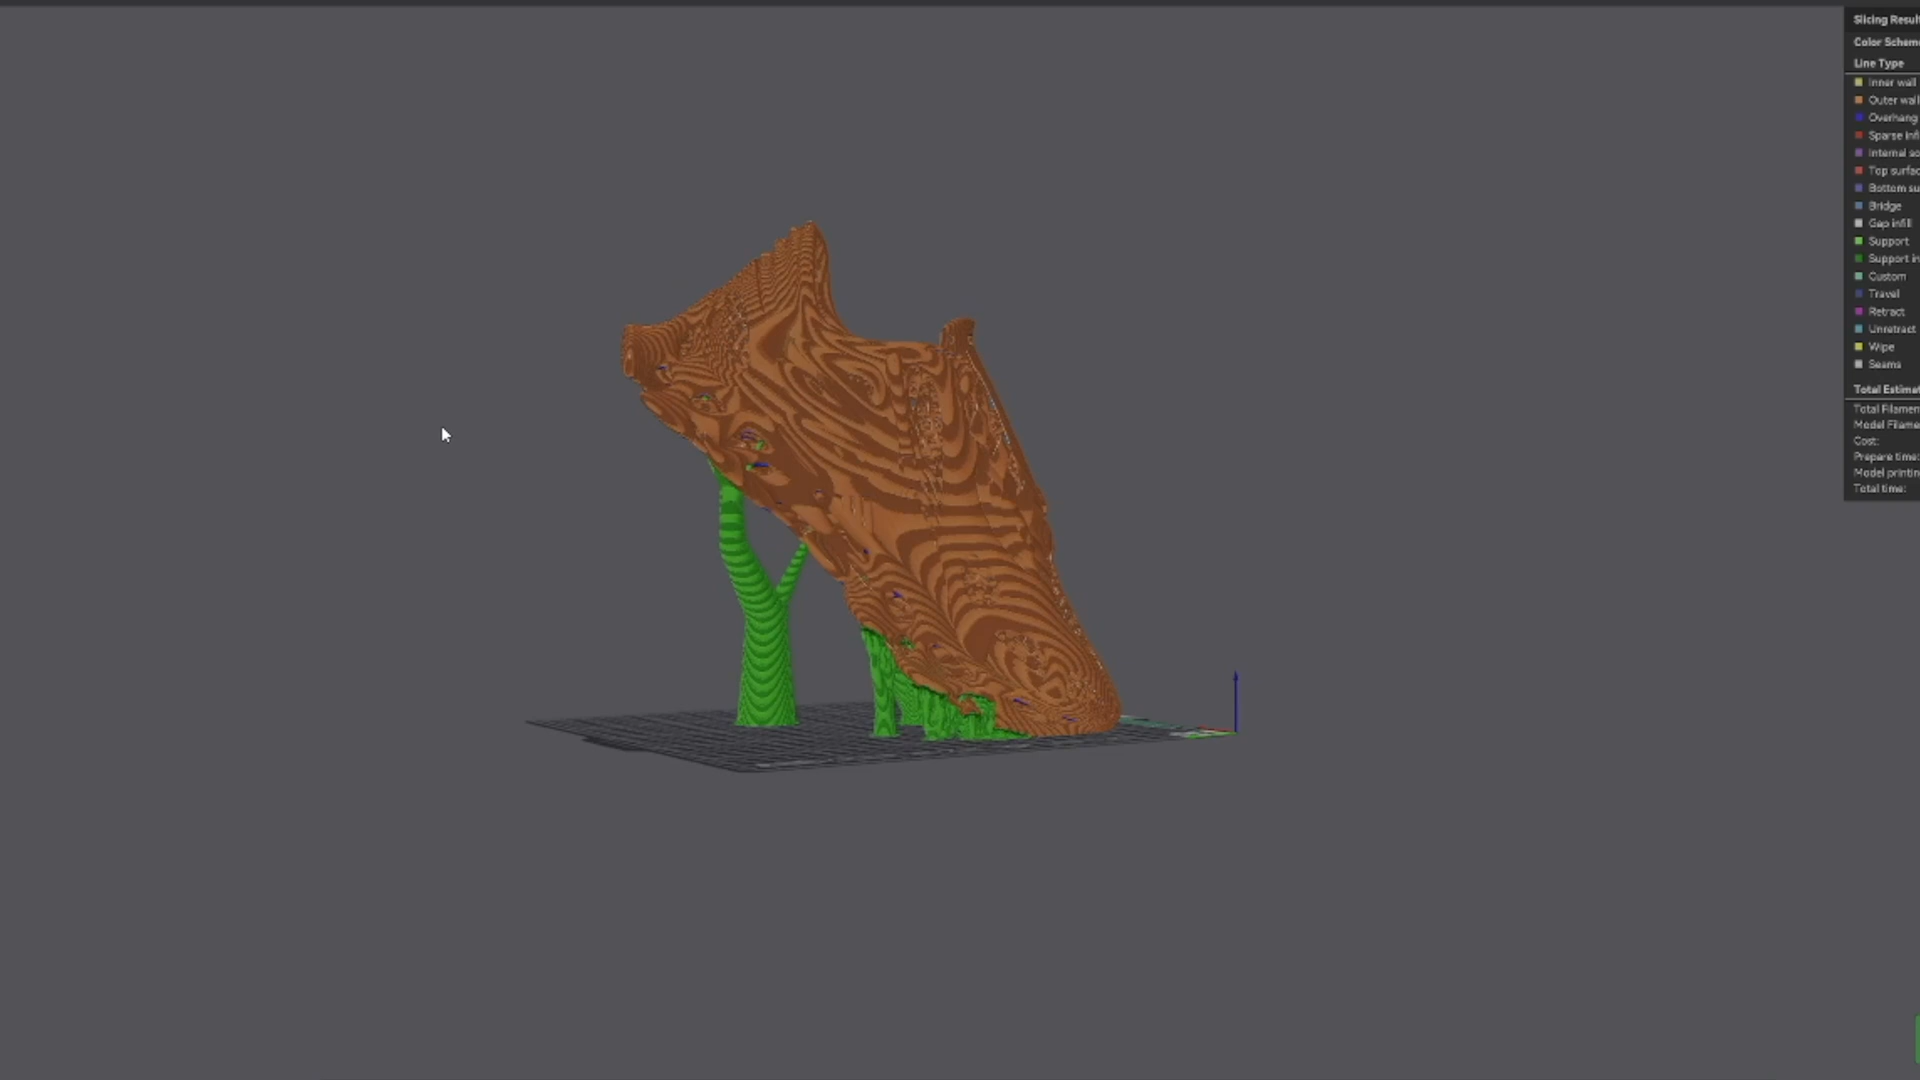 Slicing Result
Color Scheme
Line Type
Inner wall
Outer wall
Overhang
Sparse infi
Internal so
Top surfac
Bottom su
Bridge
Gap infill
Support
Support in
Custom
Travel
Retract
Unretract
Wipe
Seams
Total Estimat
Total Filamen
Model Filame
Cost:
Prepare time:
Model printin
Total time: